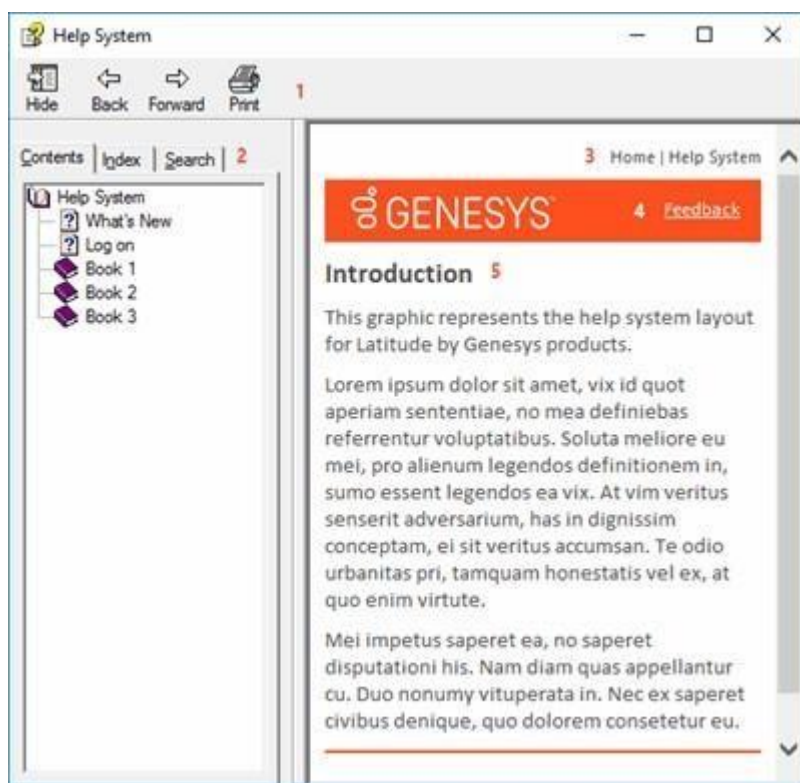 Help System
Hide Back Forward Print 1
Contents Index Search 2
Help System
What's New
Log on
Book 1
Book 2
Book 3
3 Home | Help System
GENESYS 4 Feedback
Introduction 5
This graphic represents the help system layout
for Latitude by Genesys products.
Lorem ipsum dolor sit amet, vix id quot
aperiam sententiae, no mea definiebas
referrentur voluptatibus. Soluta meliore eu
mei, pro alienum legendos definitionem in,
sumo essent legendos ea vix. At vim veritus
senserit adversarium, has in dignissim
conceptam, ei sit veritus accumsan. Te odio
urbanitas pri, tamquam honestatis vel ex, at
quo enim virtute.
Mei impetus saperet ea, no saperet
disputationi his. Nam diam quas appellantur
cu. Duo nonumy vituperata in. Nec ex saperet
civibus denique, quo dolorem consetetur eu.